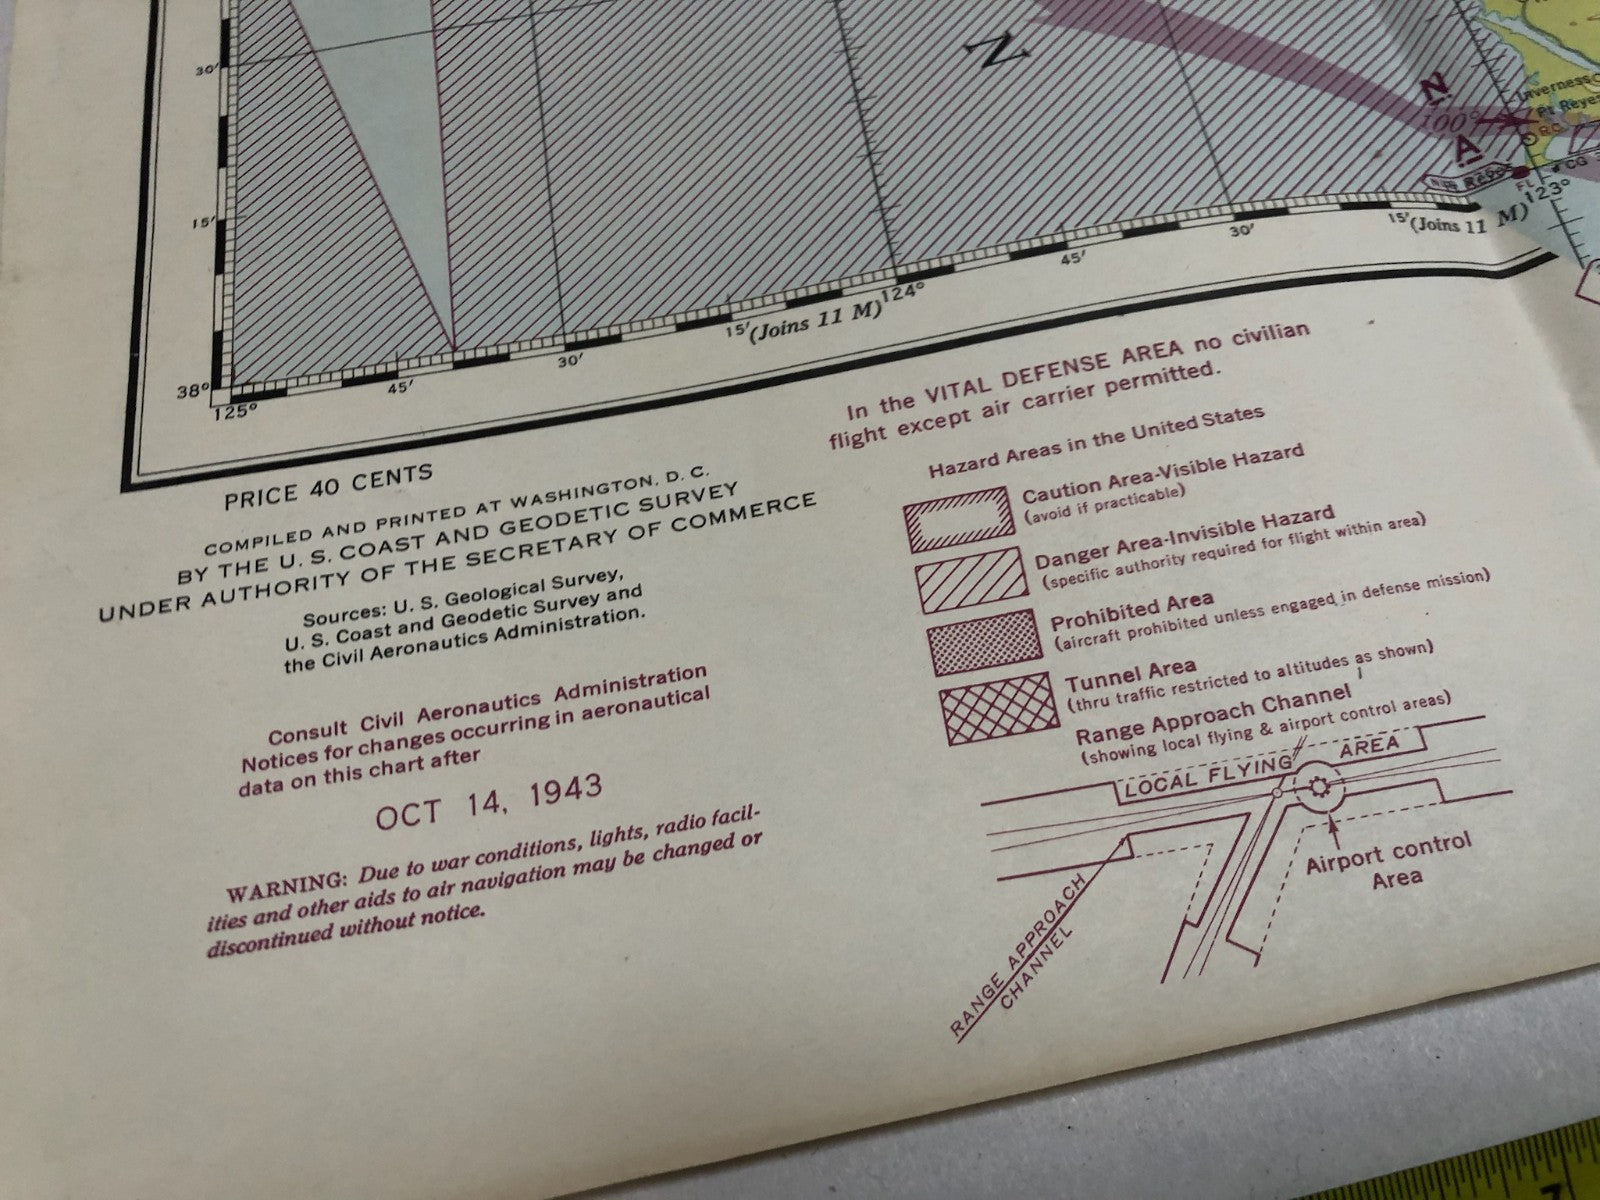 30'
N
N
100°
A
Inverness
Pt Reyes
R.C.
CG
FL
15'
38°
125°
45'
30'
15'
(Joins 11 M)
124°
45'
30'
15'
(Joins 11 M)
123°
PRICE 40 CENTS
COMPILED AND PRINTED AT WASHINGTON, D. C.
BY THE U. S. COAST AND GEODETIC SURVEY
UNDER AUTHORITY OF THE SECRETARY OF COMMERCE
Sources: U. S. Geological Survey,
U. S. Coast and Geodetic Survey and
the Civil Aeronautics Administration.
Consult Civil Aeronautics Administration
Notices for changes occurring in aeronautical
data on this chart after
OCT 14, 1943
WARNING: Due to war conditions, lights, radio facil-
ities and other aids to air navigation may be changed or
discontinued without notice.
In the VITAL DEFENSE AREA no civilian
flight except air carrier permitted.
Hazard Areas in the United States
Caution Area-Visible Hazard
(avoid if practicable)
Danger Area-Invisible Hazard
(specific authority required for flight within area)
Prohibited Area
(aircraft prohibited unless engaged in defense mission)
Tunnel Area
(thru traffic restricted to altitudes as shown)
Range Approach Channel
(showing local flying & airport control areas)
LOCAL FLYING AREA
Airport control
Area
RANGE APPROACH
CHANNEL